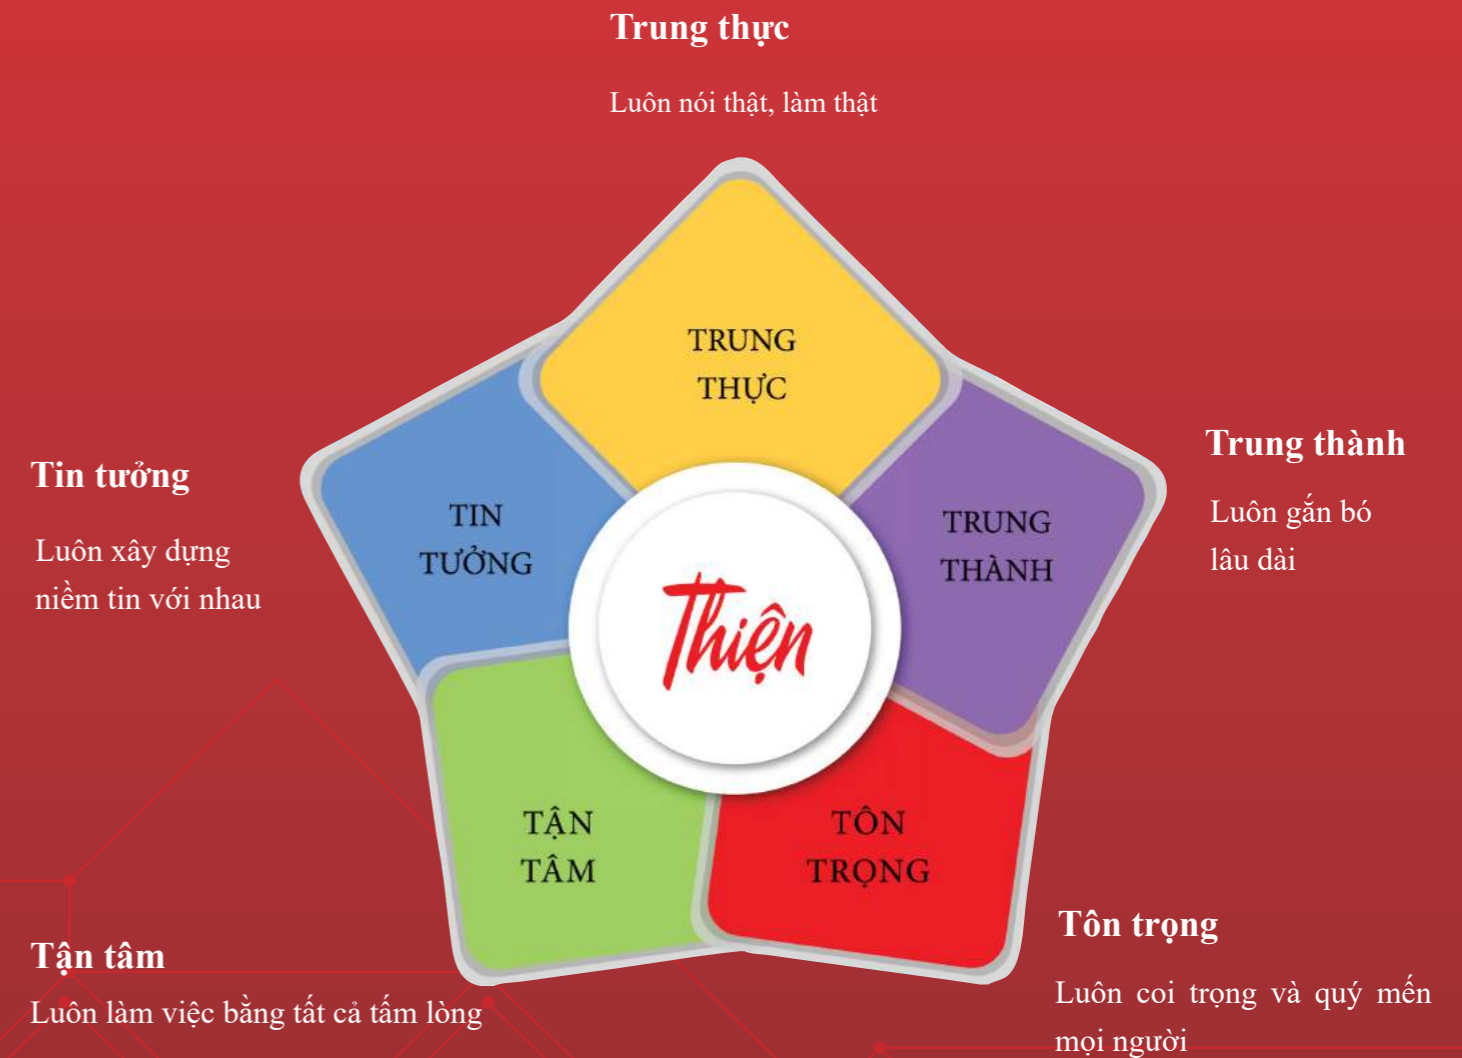 Trung thực
Luôn nói thật, làm thật
TRUNG
THỰC
Tin tưởng
Luôn xây dựng
niềm tin với nhau
TIN
TƯỞNG
TRUNG
THÀNH
Trung thành
Luôn gắn bó
lâu dài
Thiện
TẬN
TÂM
TÔN
TRỌNG
Tận tâm
Luôn làm việc bằng tất cả tấm lòng
Tôn trọng
Luôn coi trọng và quý mến
mọi người